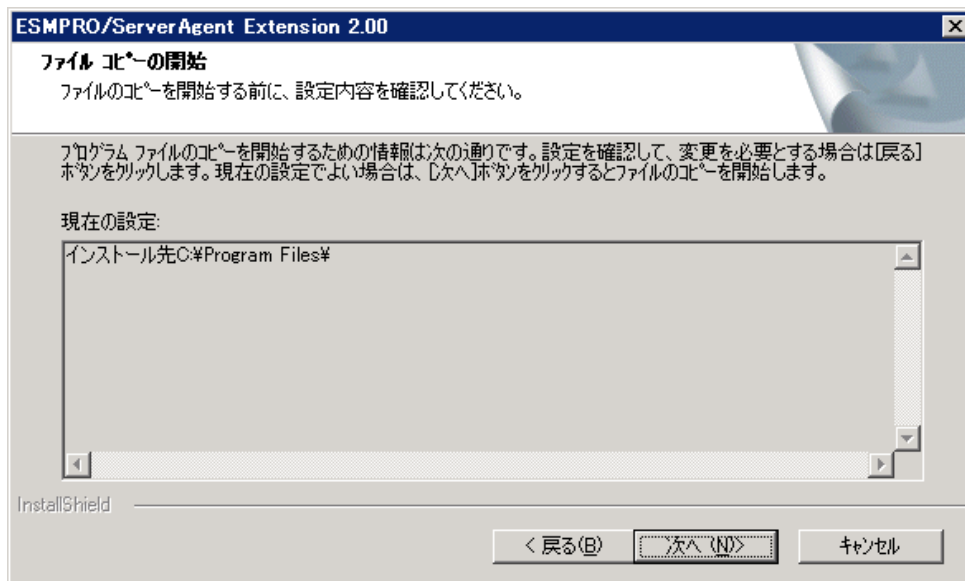 ESMPRO/ServerAgent Extension 2.00
ファイル コピーの開始
ファイルのコピーを開始する前に、設定内容を確認してください。
プログラム ファイルのコピーを開始するための情報は次の通りです。設定を確認して、変更を必要とする場合は[戻る]
ボタンをクリックします。現在の設定でよい場合は、[次へ]ボタンをクリックするとファイルのコピーを開始します。
現在の設定:
インストール先C:¥Program Files¥
InstallShield
< 戻る(B)
次へ (N)>
キャンセル